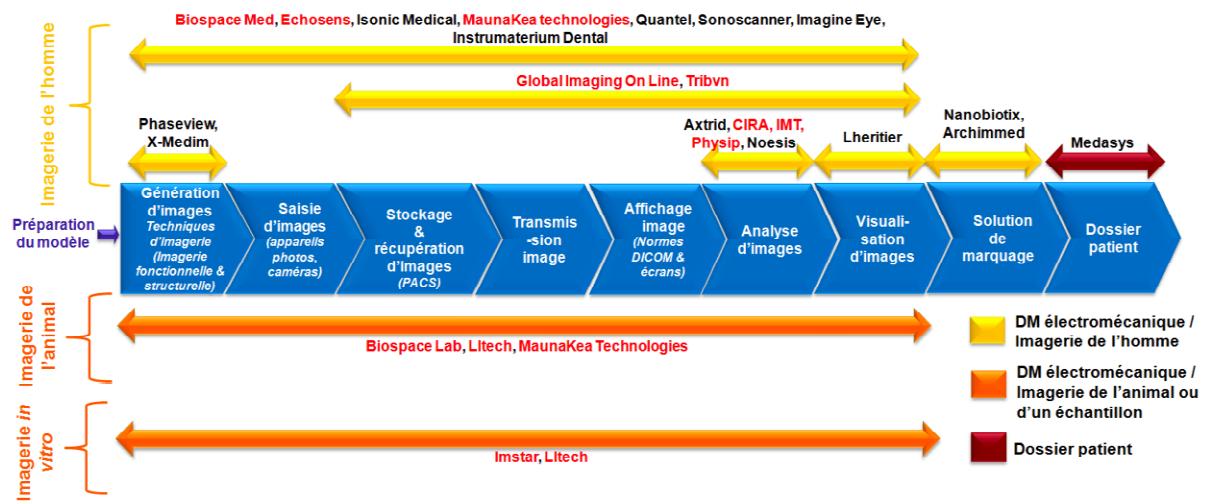 Biospace Med, Echosens, Isonic Medical, MaunaKea technologies, Quantel, Sonoscanner, Imagine Eye,
Instrumaterium Dental
Global Imaging On Line, Tribvn
Imagerie de l'homme
Phaseview,
X-Medim
Axtrid, CIRA, IMT,
Physip, Noesis
Lheritier
Nanobiotix,
Archimmed
Medasys
Préparation
du modèle
Génération
d'images
Techniques
d'imagerie
(Imagerie
fonctionnelle &
structurelle)
Saisie
d'images
(appareils
photos,
caméras)
Stockage
&
récupération
d'images
(PACS)
Transmis
-sion
image
Affichage
image
(Normes
DICOM &
écrans)
Analyse
d'images
Visuali-
sation
d'images
Solution
de
marquage
Dossier
patient
Imagerie de
l'animal
Biospace Lab, LItech, MaunaKea Technologies
Imagerie in
vitro
Imstar, LItech
DM électromécanique /
Imagerie de l'homme
DM électromécanique /
Imagerie de l'animal ou
d'un échantillon
Dossier patient